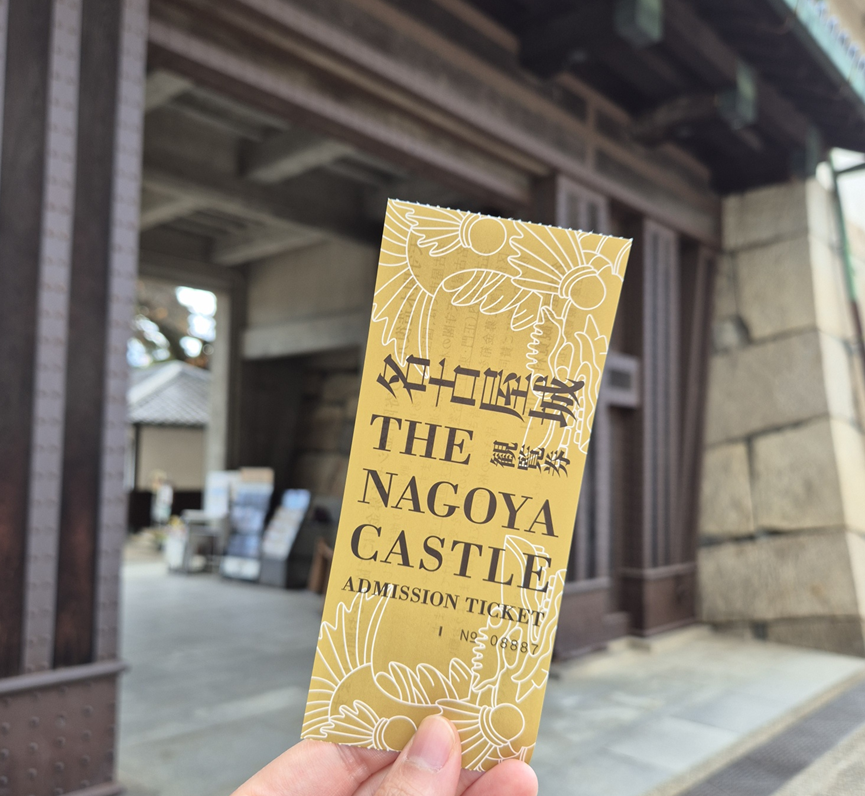 名古屋城
観覧券
THE
NAGOYA
CASTLE
ADMISSION TICKET
I № 08887